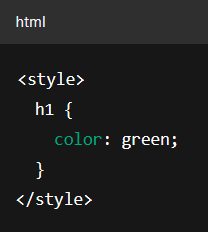 html
<style>
  h1 {
    color: green;
  }
</style>